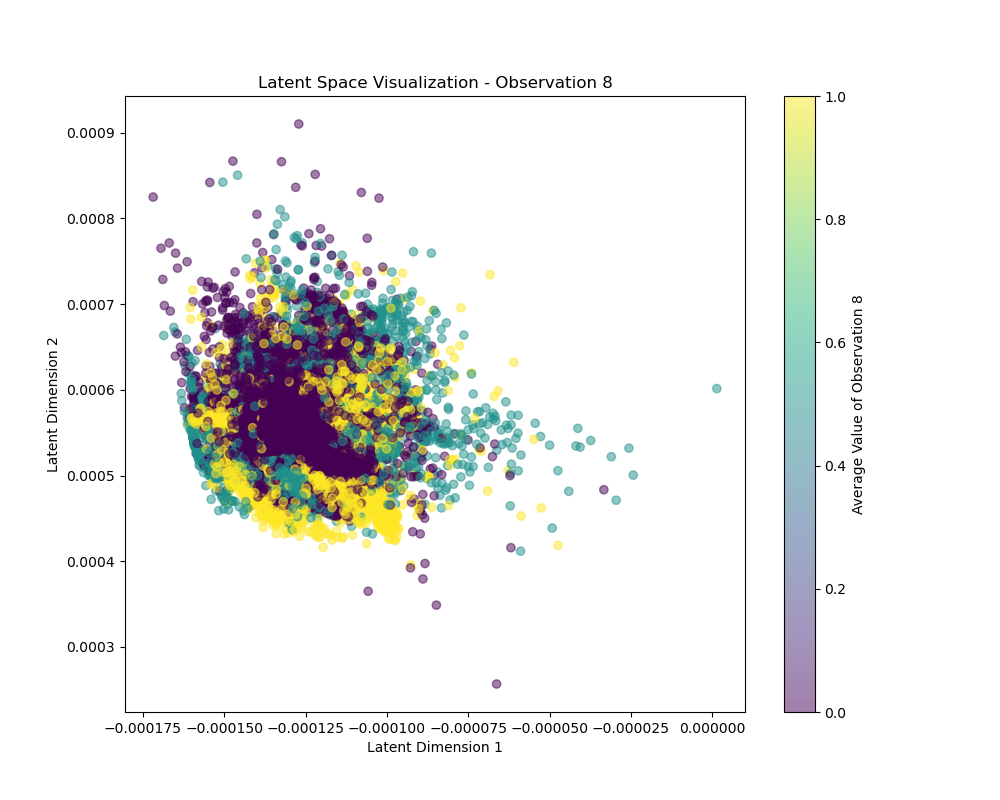 Latent Space Visualization - Observation 8
0.0009
0.0008
0.0007
0.0006
0.0005
0.0004
0.0003
Latent Dimension 2
−0.000175 −0.000150 −0.000125 −0.000100 −0.000075 −0.000050 −0.000025 0.000000
Latent Dimension 1
1.0
0.8
0.6
0.4
0.2
0.0
Average Value of Observation 8